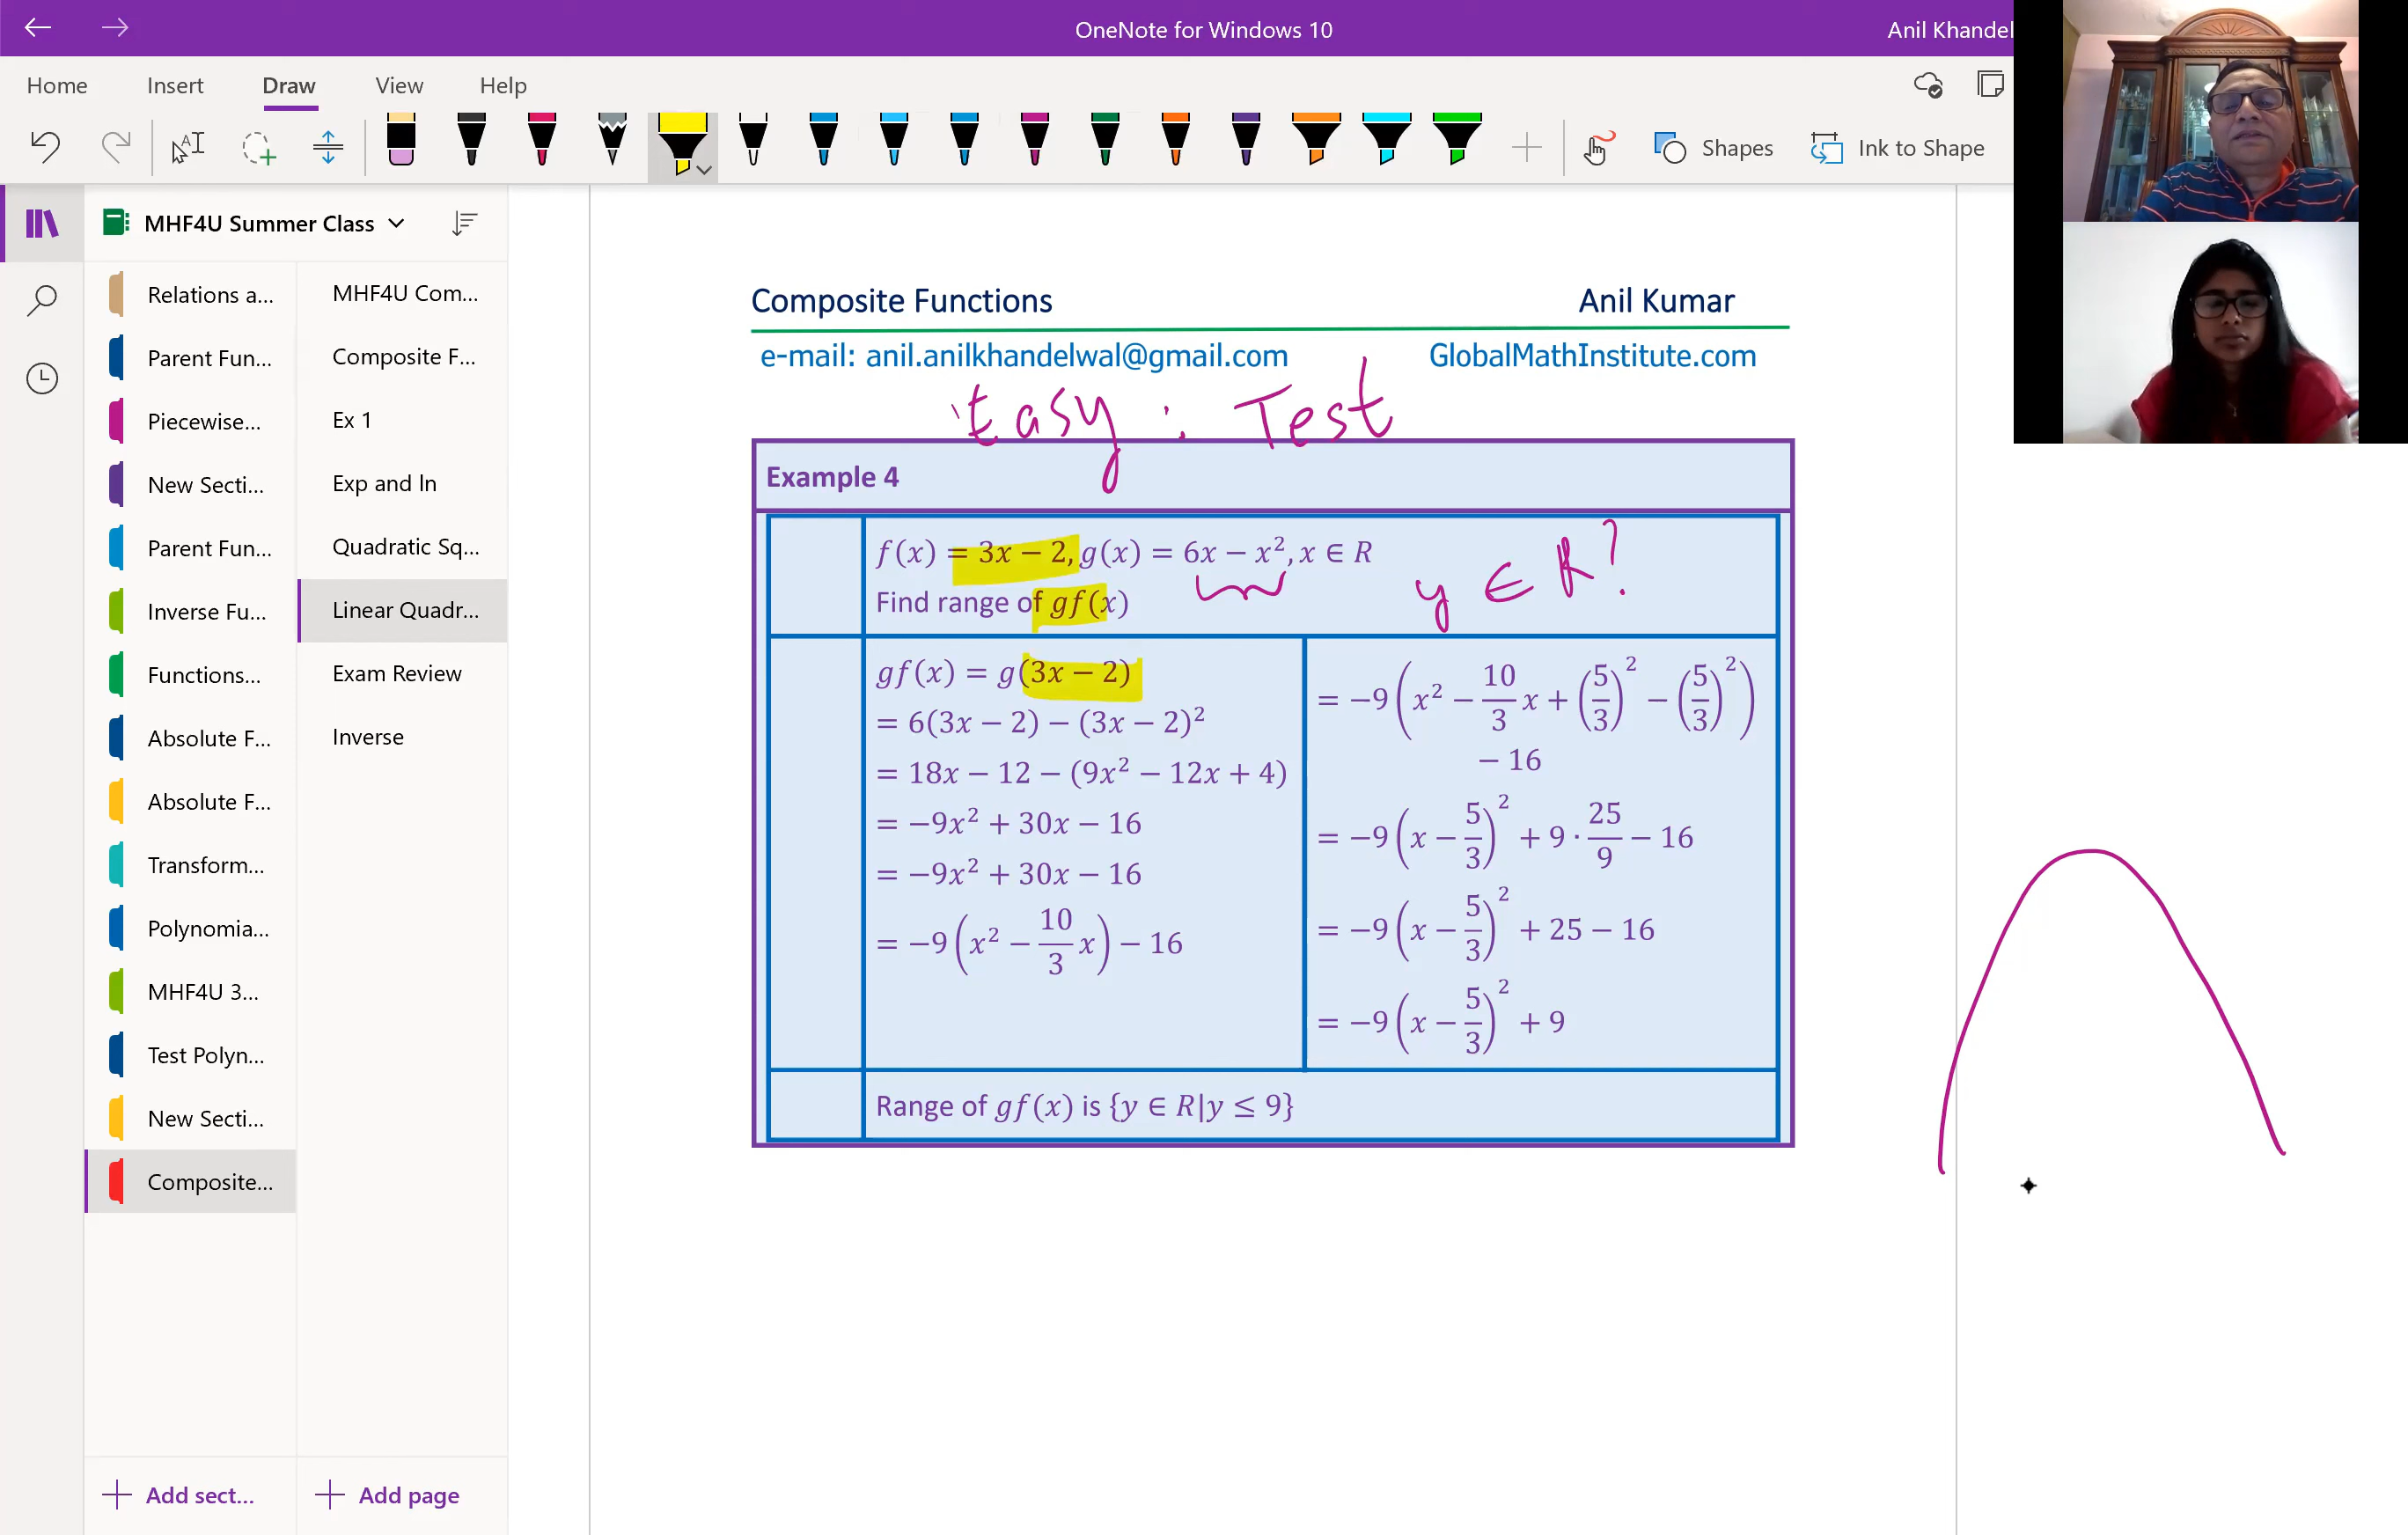 OneNote for Windows 10
Anil Khandel
Home Insert Draw View Help
Shapes Ink to Shape
MHF4U Summer Class
Relations a...
Parent Fun...
Piecewise...
New Secti...
Parent Fun...
Inverse Fu...
Functions...
Absolute F...
Absolute F...
Transform...
Polynomia...
MHF4U 3...
Test Polyn...
New Secti...
Composite...
Add sect...
MHF4U Com...
Composite F...
Ex 1
Exp and ln
Quadratic Sq...
Linear Quadr...
Exam Review
Inverse
Add page
Composite Functions Anil Kumar
e-mail: anil.anilkhandelwal@gmail.com GlobalMathInstitute.com
Easy : Test
Example 4
f(x) = 3x − 2, g(x) = 6x − x², x ∈ R
y ∈ R?
Find range of gf(x)
gf(x) = g(3x − 2)
= 6(3x − 2) − (3x − 2)²
= 18x − 12 − (9x² − 12x + 4)
= −9x² + 30x − 16
= −9x² + 30x − 16
= −9(x² − 10/3 x) − 16
= −9(x² − 10/3 x + (5/3)² − (5/3)²)
− 16
= −9(x − 5/3)² + 9 · 25/9 − 16
= −9(x − 5/3)² + 25 − 16
= −9(x − 5/3)² + 9
Range of gf(x) is {y ∈ R|y ≤ 9}